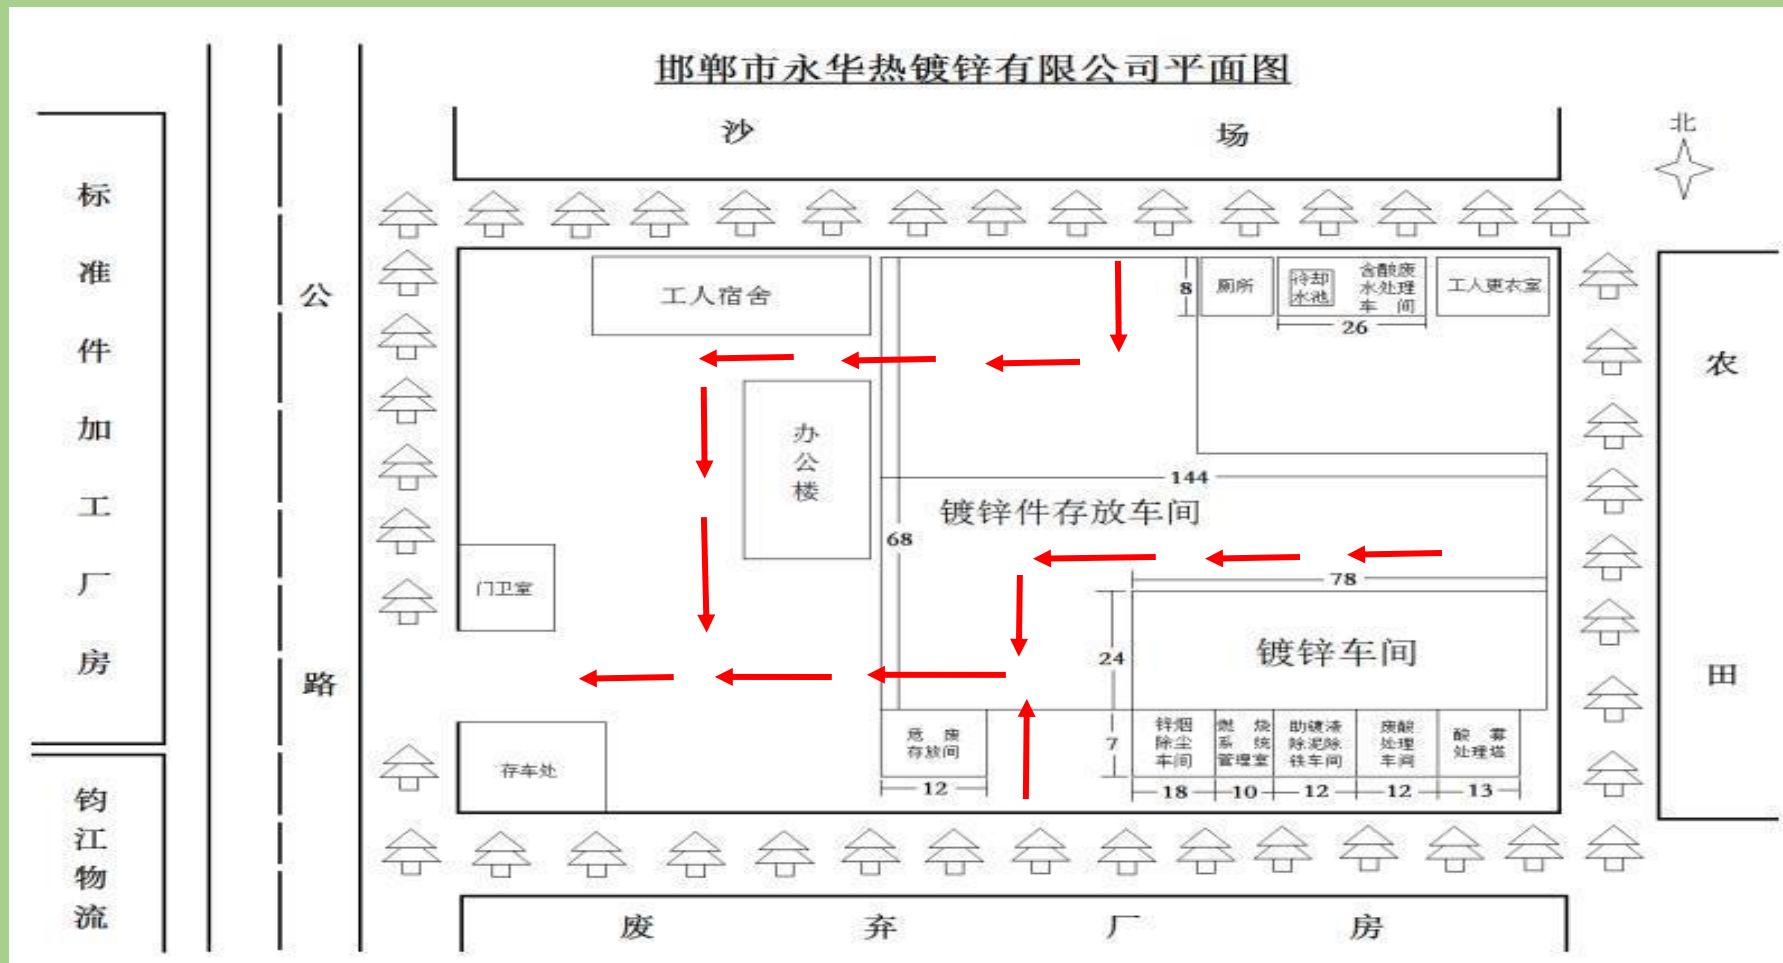 邯郸市永华热镀锌有限公司平面图
沙场
北
标准件加工厂房
公路
工人宿舍
8
厕所
冷却
水池
含酸废
水处理
车间
工人更衣室
26
农田
办公楼
144
镀锌件存放车间
68
门卫室
78
24
镀锌车间
7
存车处
危废
存放间
锌烟
除尘
车间
燃烧
系统
管理室
助镀渣
除泥除
铁车间
废酸
处理
车间
酸雾
处理塔
12
18
10
12
12
13
钧江物流
废弃厂房